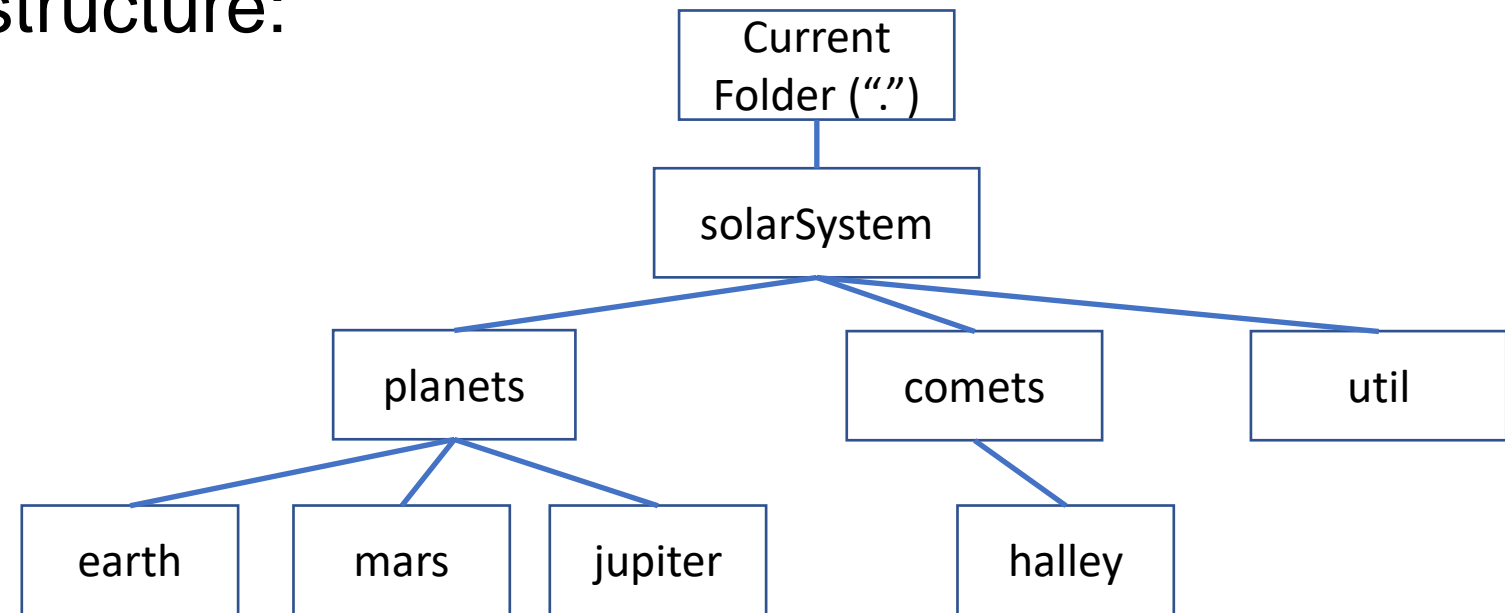 structure:
Current
Folder (“.”)
solarSystem
planets
comets
util
earth
mars
jupiter
halley